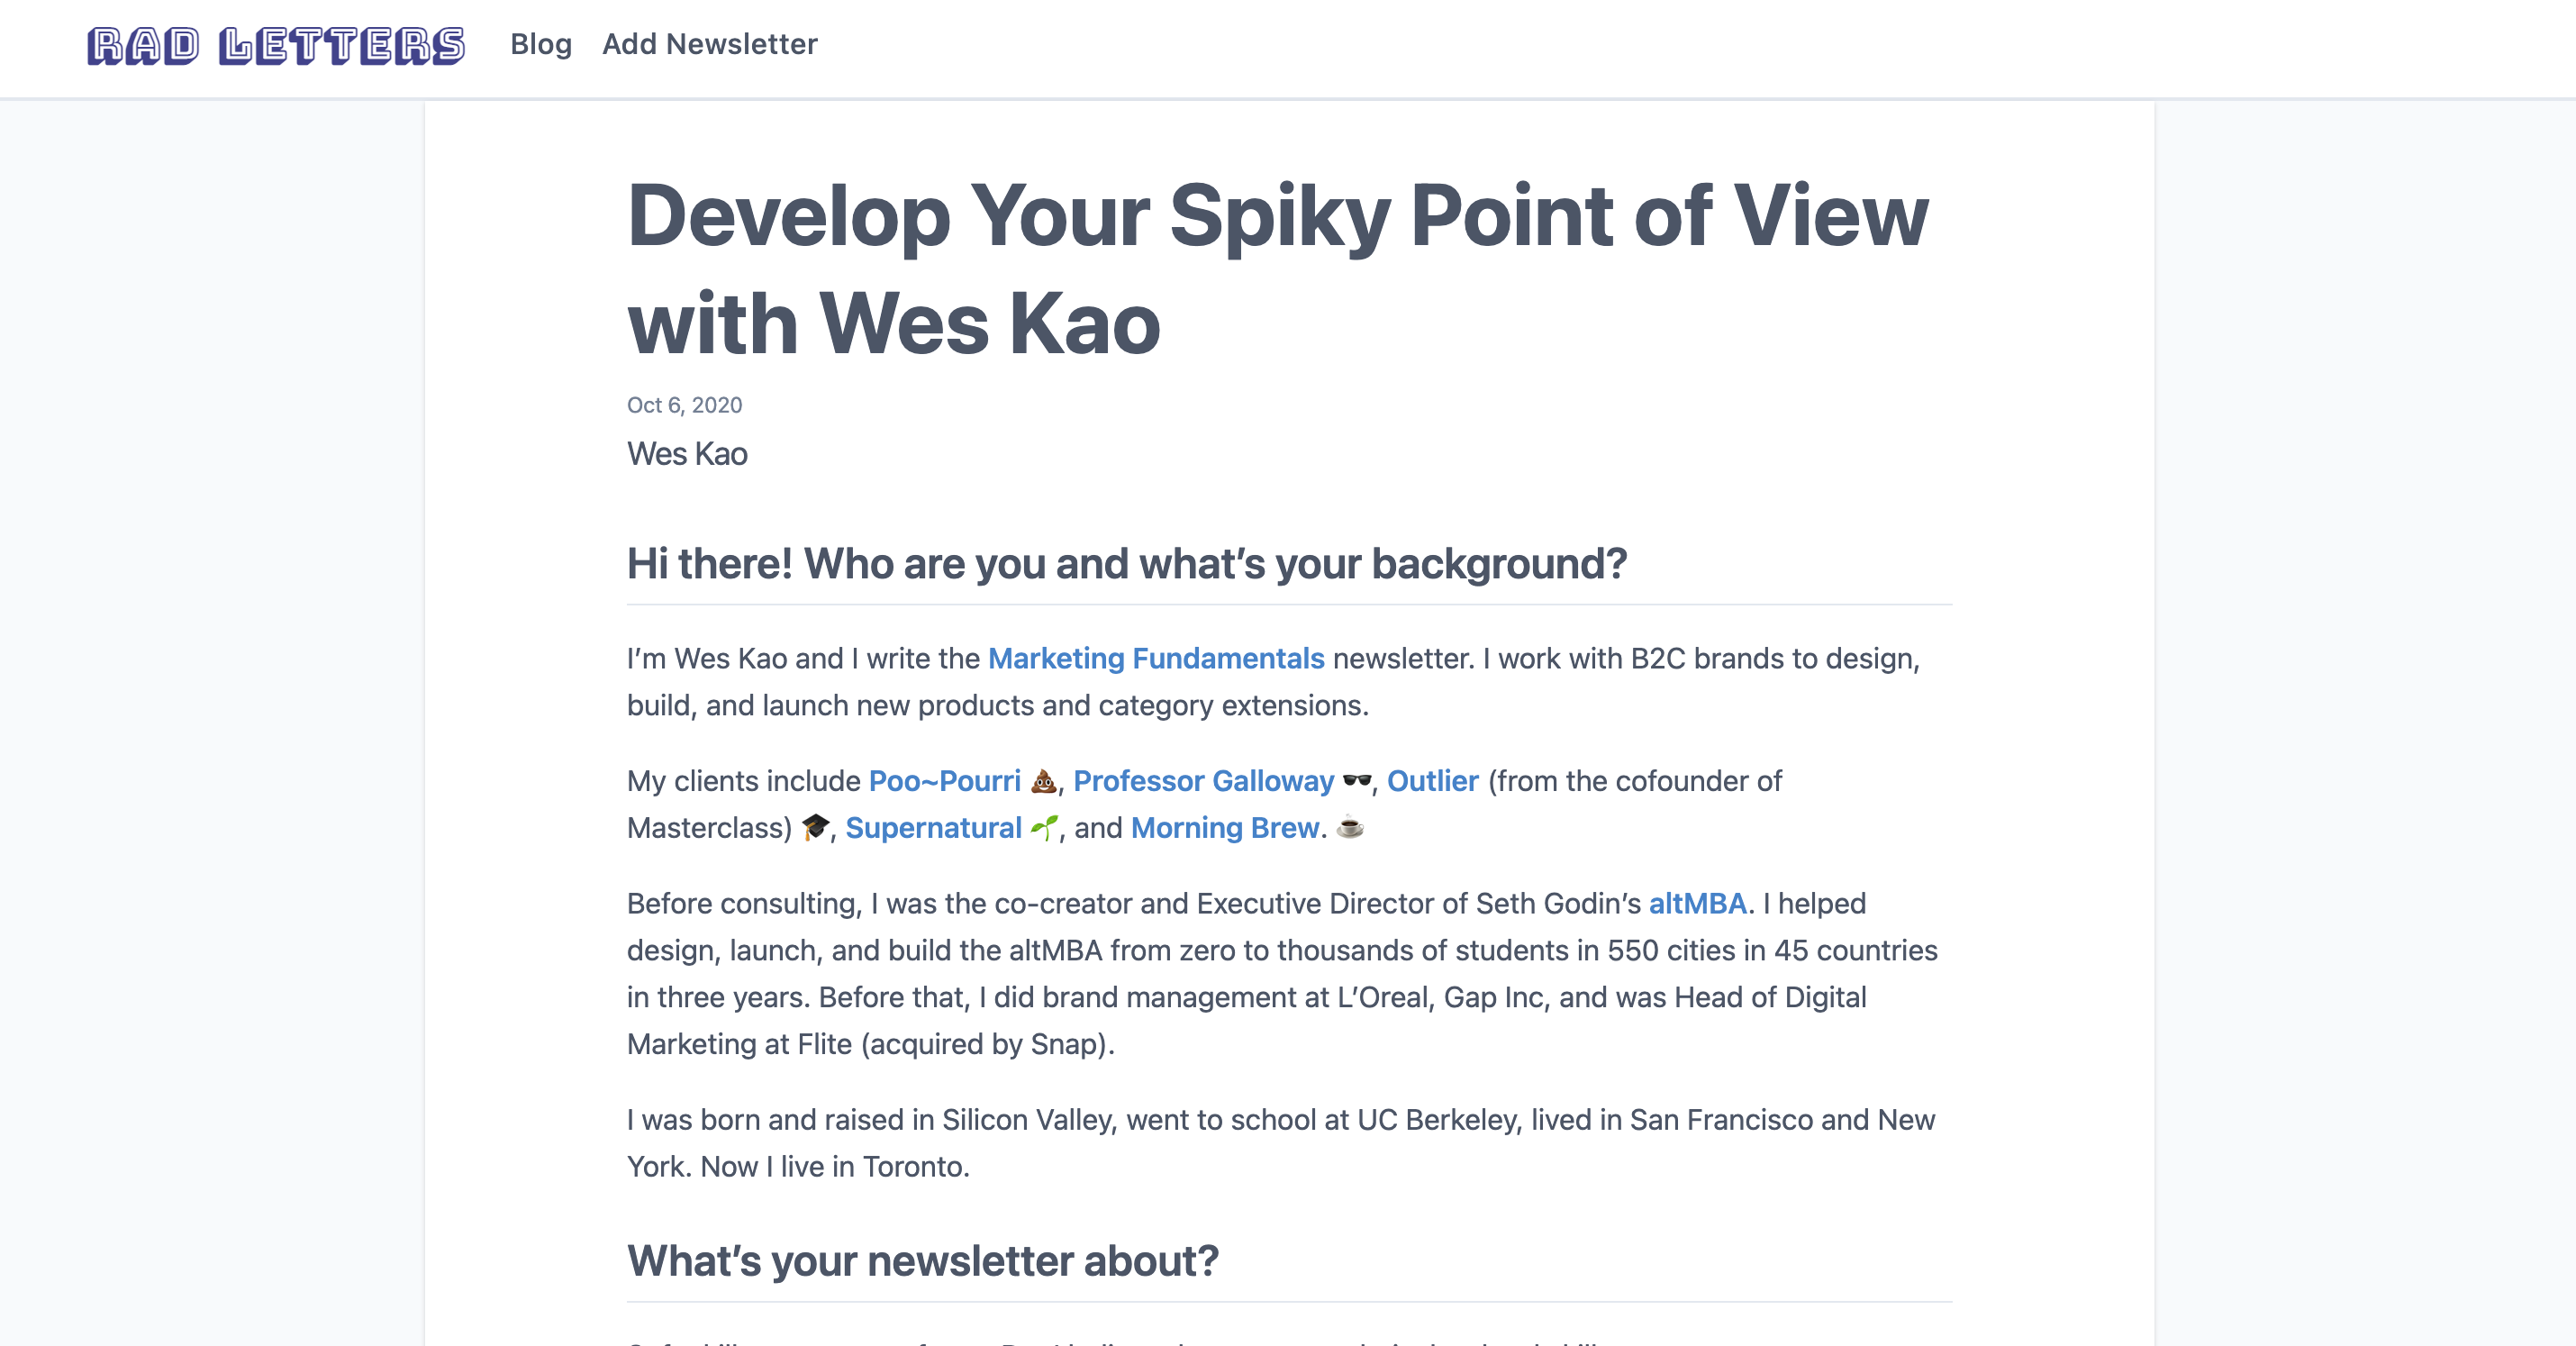 RAD LETTERS
Blog
Add Newsletter
Develop Your Spiky Point of View
with Wes Kao
Oct 6, 2020
Wes Kao
Hi there! Who are you and what’s your background?
I’m Wes Kao and I write the Marketing Fundamentals newsletter. I work with B2C brands to design,
build, and launch new products and category extensions.
My clients include Poo~Pourri 💩, Professor Galloway 🕶, Outlier (from the cofounder of
Masterclass) 🎓, Supernatural 🌱, and Morning Brew. ☕
Before consulting, I was the co-creator and Executive Director of Seth Godin’s altMBA. I helped
design, launch, and build the altMBA from zero to thousands of students in 550 cities in 45 countries
in three years. Before that, I did brand management at L’Oreal, Gap Inc, and was Head of Digital
Marketing at Flite (acquired by Snap).
I was born and raised in Silicon Valley, went to school at UC Berkeley, lived in San Francisco and New
York. Now I live in Toronto.
What’s your newsletter about?